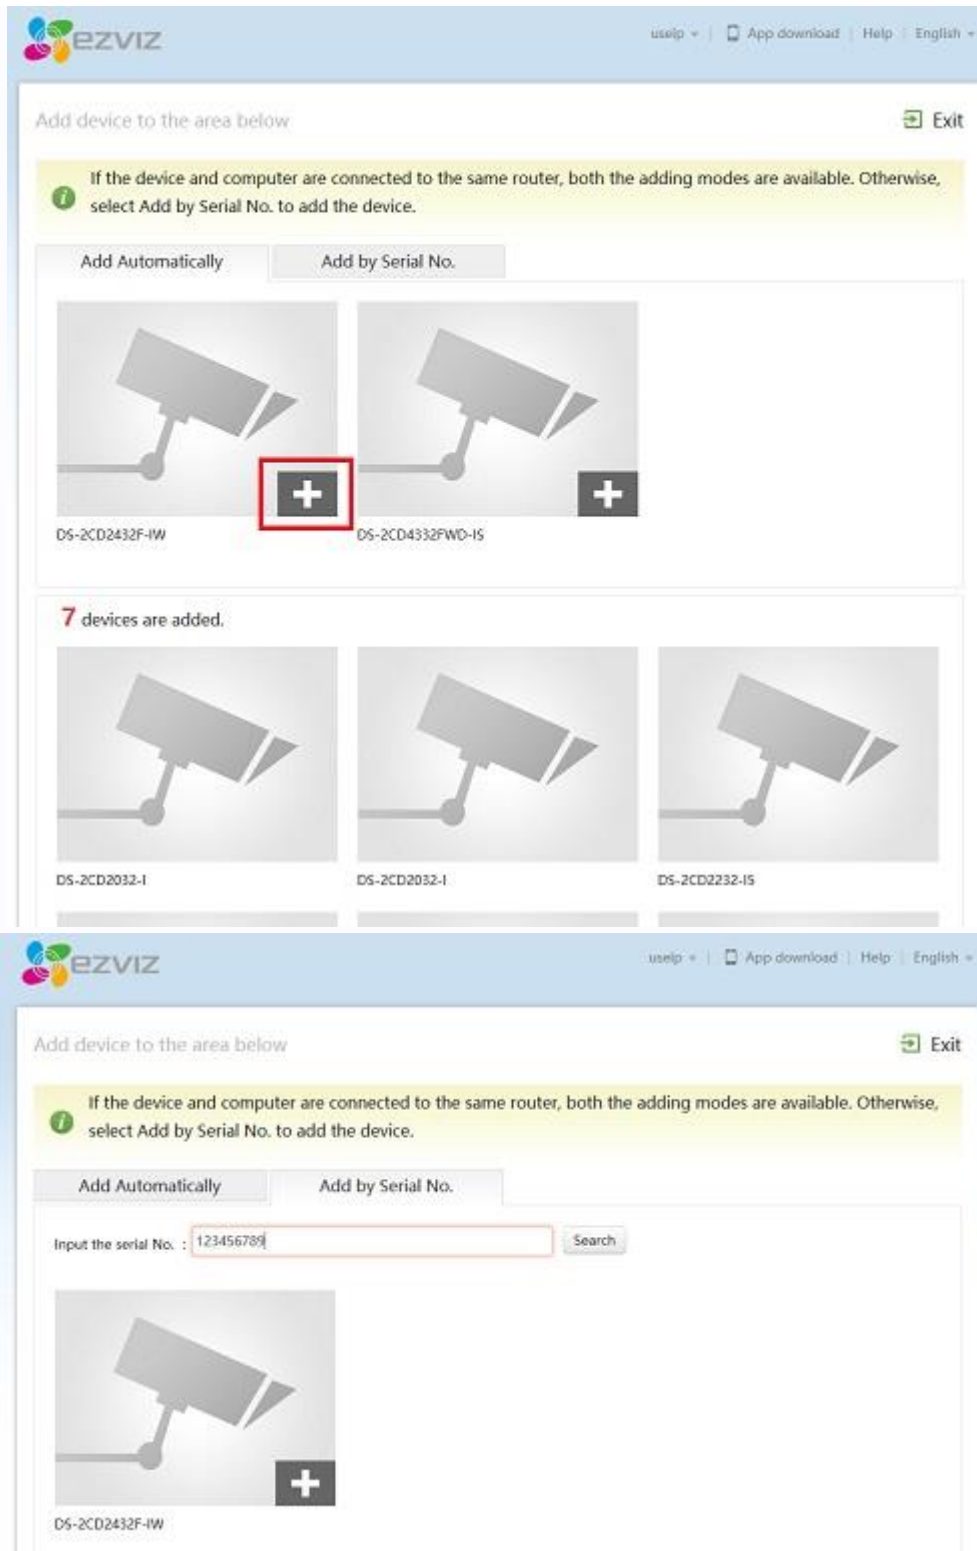 ezviz
uselp | App download | Help | English
Add device to the area below
Exit
If the device and computer are connected to the same router, both the adding modes are available. Otherwise,
select Add by Serial No. to add the device.
Add Automatically Add by Serial No.
DS-2CD2432F-IW DS-2CD4332FWD-IS
7 devices are added.
DS-2CD2032-I DS-2CD2032-I DS-2CD2232-IS
ezviz
uselp | App download | Help | English
Add device to the area below
Exit
If the device and computer are connected to the same router, both the adding modes are available. Otherwise,
select Add by Serial No. to add the device.
Add Automatically Add by Serial No.
Input the serial No. : 123456789 Search
DS-2CD2432F-IW